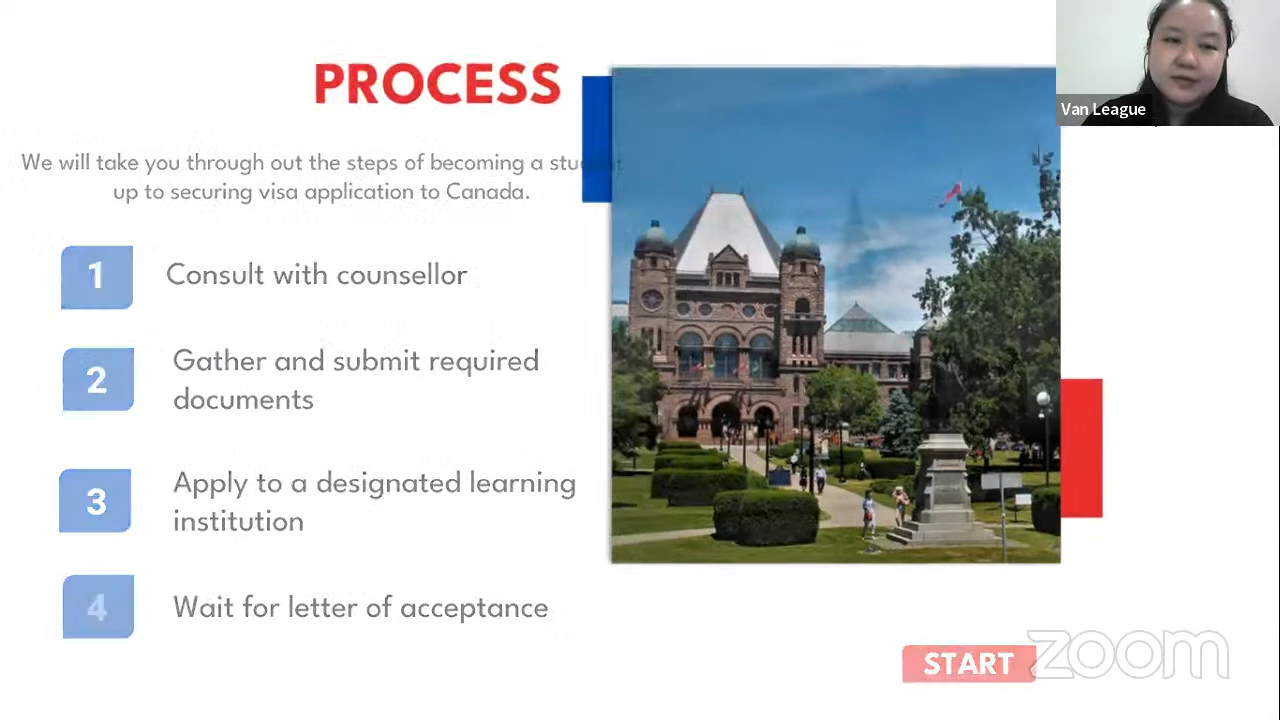 PROCESS
Van League
We will take you through out the steps of becoming a
up to securing visa application to Canada.
1
Consult with counsellor
2
Gather and submit required
documents
3
Apply to a designated learning
institution
4
Wait for letter of acceptance
START
zoom